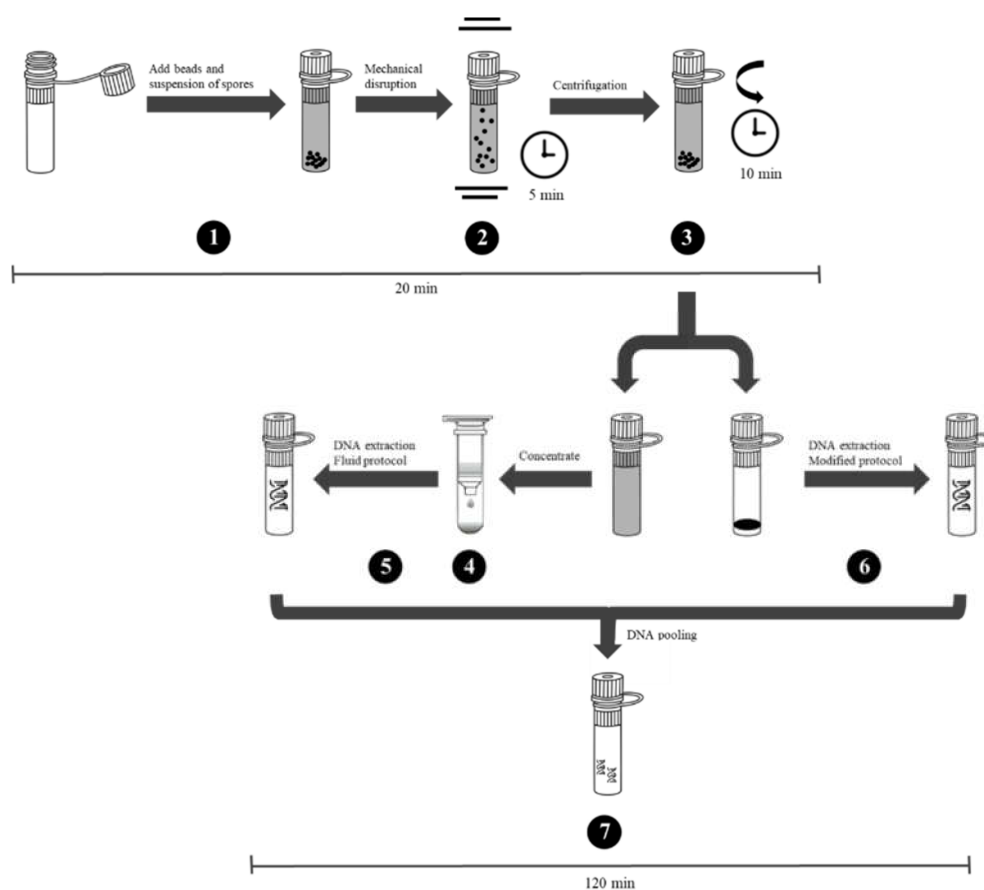 Add beads and
suspension of spores
Mechanical
disruption
Centrifugation
5 min
10 min
1
2
3
20 min
DNA extraction
Fluid protocol
Concentrate
DNA extraction
Modified protocol
5
4
6
DNA pooling
7
120 min